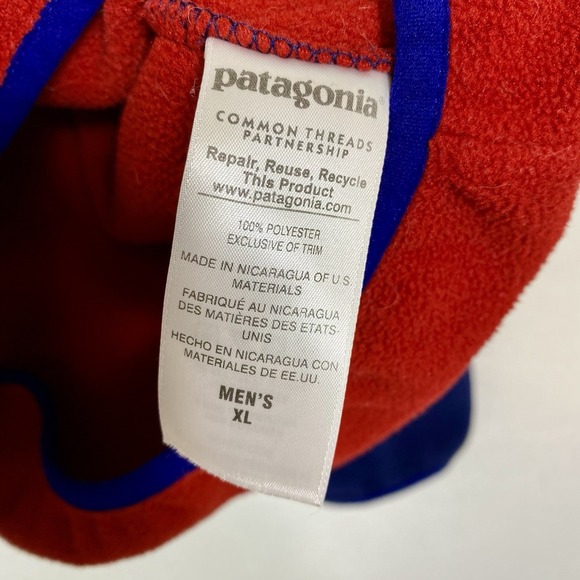 patagonia®
COMMON THREADS
PARTNERSHIP
Repair, Reuse, Recycle
This Product
www.patagonia.com
100% POLYESTER
EXCLUSIVE OF TRIM
MADE IN NICARAGUA OF U.S.
MATERIALS
FABRIQUÉ AU NICARAGUA
DES MATIÈRES DES ETATS-
UNIS
HECHO EN NICARAGUA CON
MATERIALES DE EE.UU.
MEN'S
XL